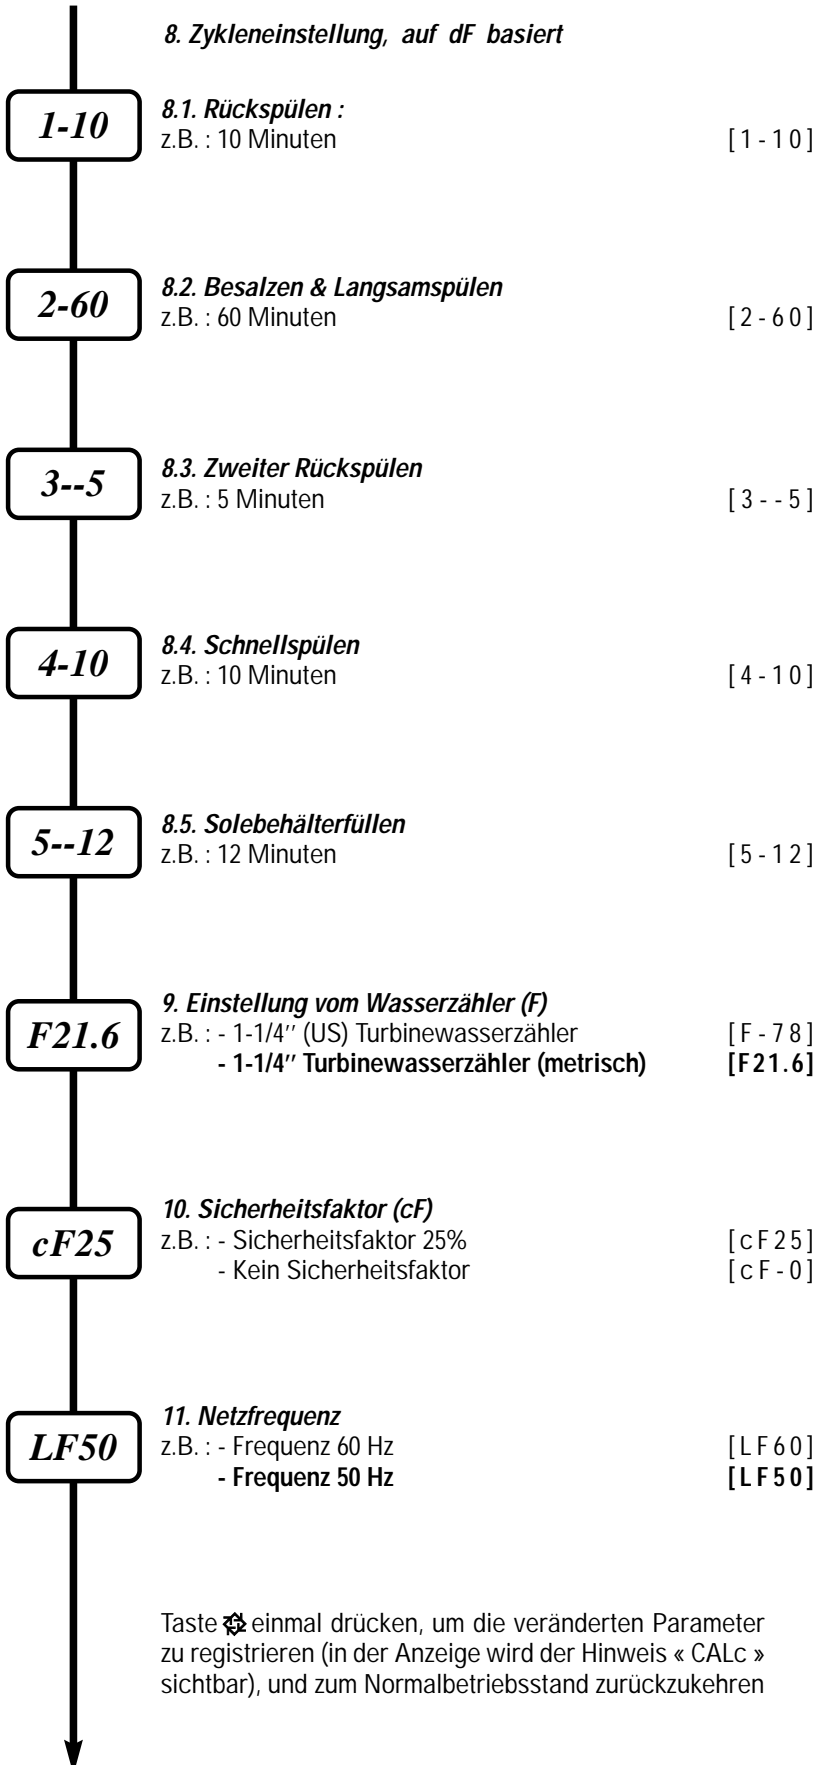 8. Zykleneinstellung, auf dF basiert
1-10
8.1. Rückspülen :
z.B. : 10 Minuten [1-10]
2-60
8.2. Besalzen & Langsamspülen
z.B. : 60 Minuten [2-60]
3--5
8.3. Zweiter Rückspülen
z.B. : 5 Minuten [3--5]
4-10
8.4. Schnellspülen
z.B. : 10 Minuten [4-10]
5--12
8.5. Solebehälterfüllen
z.B. : 12 Minuten [5-12]
F21.6
9. Einstellung vom Wasserzähler (F)
z.B. : - 1-1/4’’ (US) Turbinewasserzähler [F-78]
- 1-1/4’’ Turbinewasserzähler (metrisch) [F21.6]
cF25
10. Sicherheitsfaktor (cF)
z.B. : - Sicherheitsfaktor 25% [cF25]
- Kein Sicherheitsfaktor [cF-0]
LF50
11. Netzfrequenz
z.B. : - Frequenz 60 Hz [LF60]
- Frequenz 50 Hz [LF50]
Taste einmal drücken, um die veränderten Parameter
zu registrieren (in der Anzeige wird der Hinweis « CALc »
sichtbar), und zum Normalbetriebsstand zurückzukehren